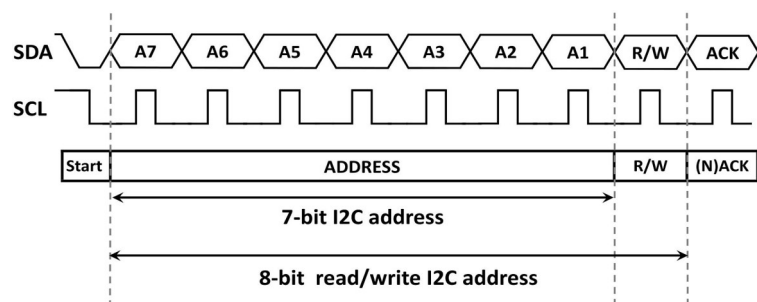 SDA A7 A6 A5 A4 A3 A2 A1 R/W ACK
SCL
Start ADDRESS R/W (N)ACK
7-bit I2C address
8-bit read/write I2C address